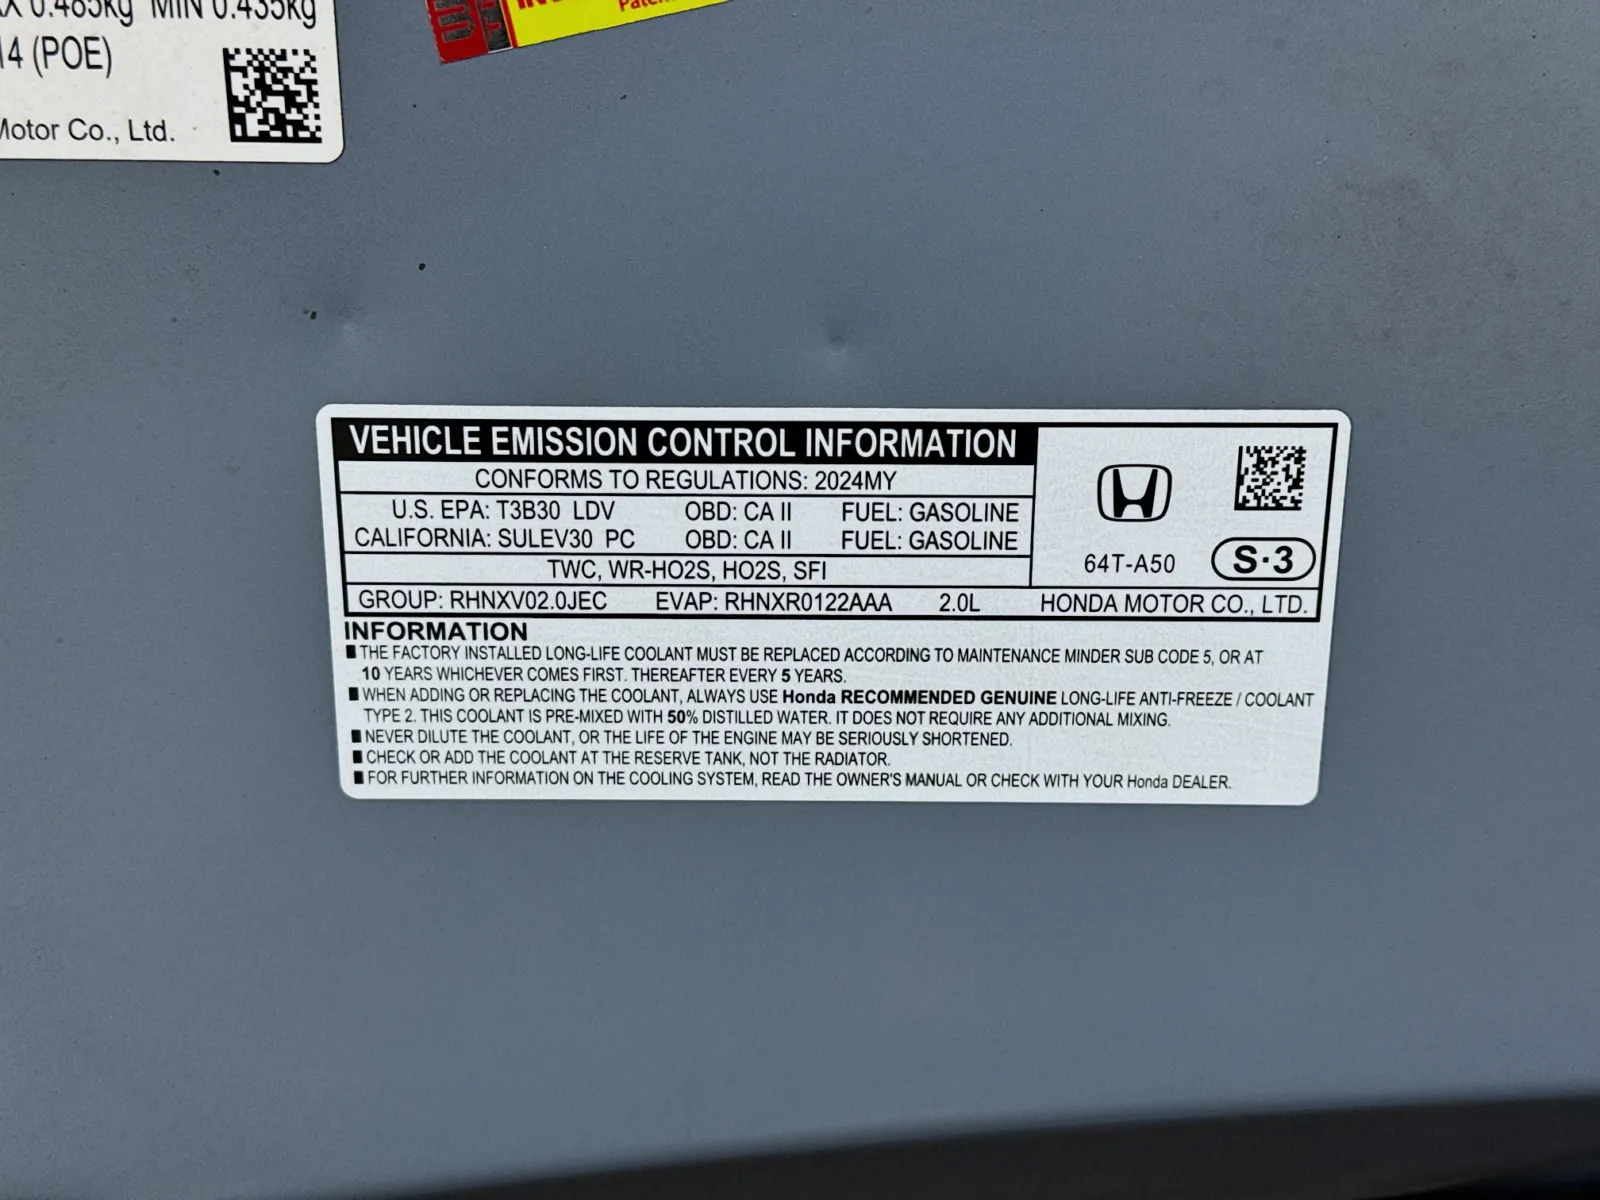 0.485kg MIN 0.435kg
14 (POE)
Motor Co., Ltd.
VEHICLE EMISSION CONTROL INFORMATION
CONFORMS TO REGULATIONS: 2024MY
U.S. EPA: T3B30 LDV OBD: CA II FUEL: GASOLINE
CALIFORNIA: SULEV30 PC OBD: CA II FUEL: GASOLINE
TWC, WR-HO2S, HO2S, SFI
64T-A50 S·3
GROUP: RHNXV02.0JEC EVAP: RHNXR0122AAA 2.0L HONDA MOTOR CO., LTD.
INFORMATION
■ THE FACTORY INSTALLED LONG-LIFE COOLANT MUST BE REPLACED ACCORDING TO MAINTENANCE MINDER SUB CODE 5, OR AT
10 YEARS WHICHEVER COMES FIRST. THEREAFTER EVERY 5 YEARS.
■ WHEN ADDING OR REPLACING THE COOLANT, ALWAYS USE Honda RECOMMENDED GENUINE LONG-LIFE ANTI-FREEZE / COOLANT
TYPE 2. THIS COOLANT IS PRE-MIXED WITH 50% DISTILLED WATER. IT DOES NOT REQUIRE ANY ADDITIONAL MIXING.
■ NEVER DILUTE THE COOLANT, OR THE LIFE OF THE ENGINE MAY BE SERIOUSLY SHORTENED.
■ CHECK OR ADD THE COOLANT AT THE RESERVE TANK, NOT THE RADIATOR.
■ FOR FURTHER INFORMATION ON THE COOLING SYSTEM, READ THE OWNER'S MANUAL OR CHECK WITH YOUR Honda DEALER.